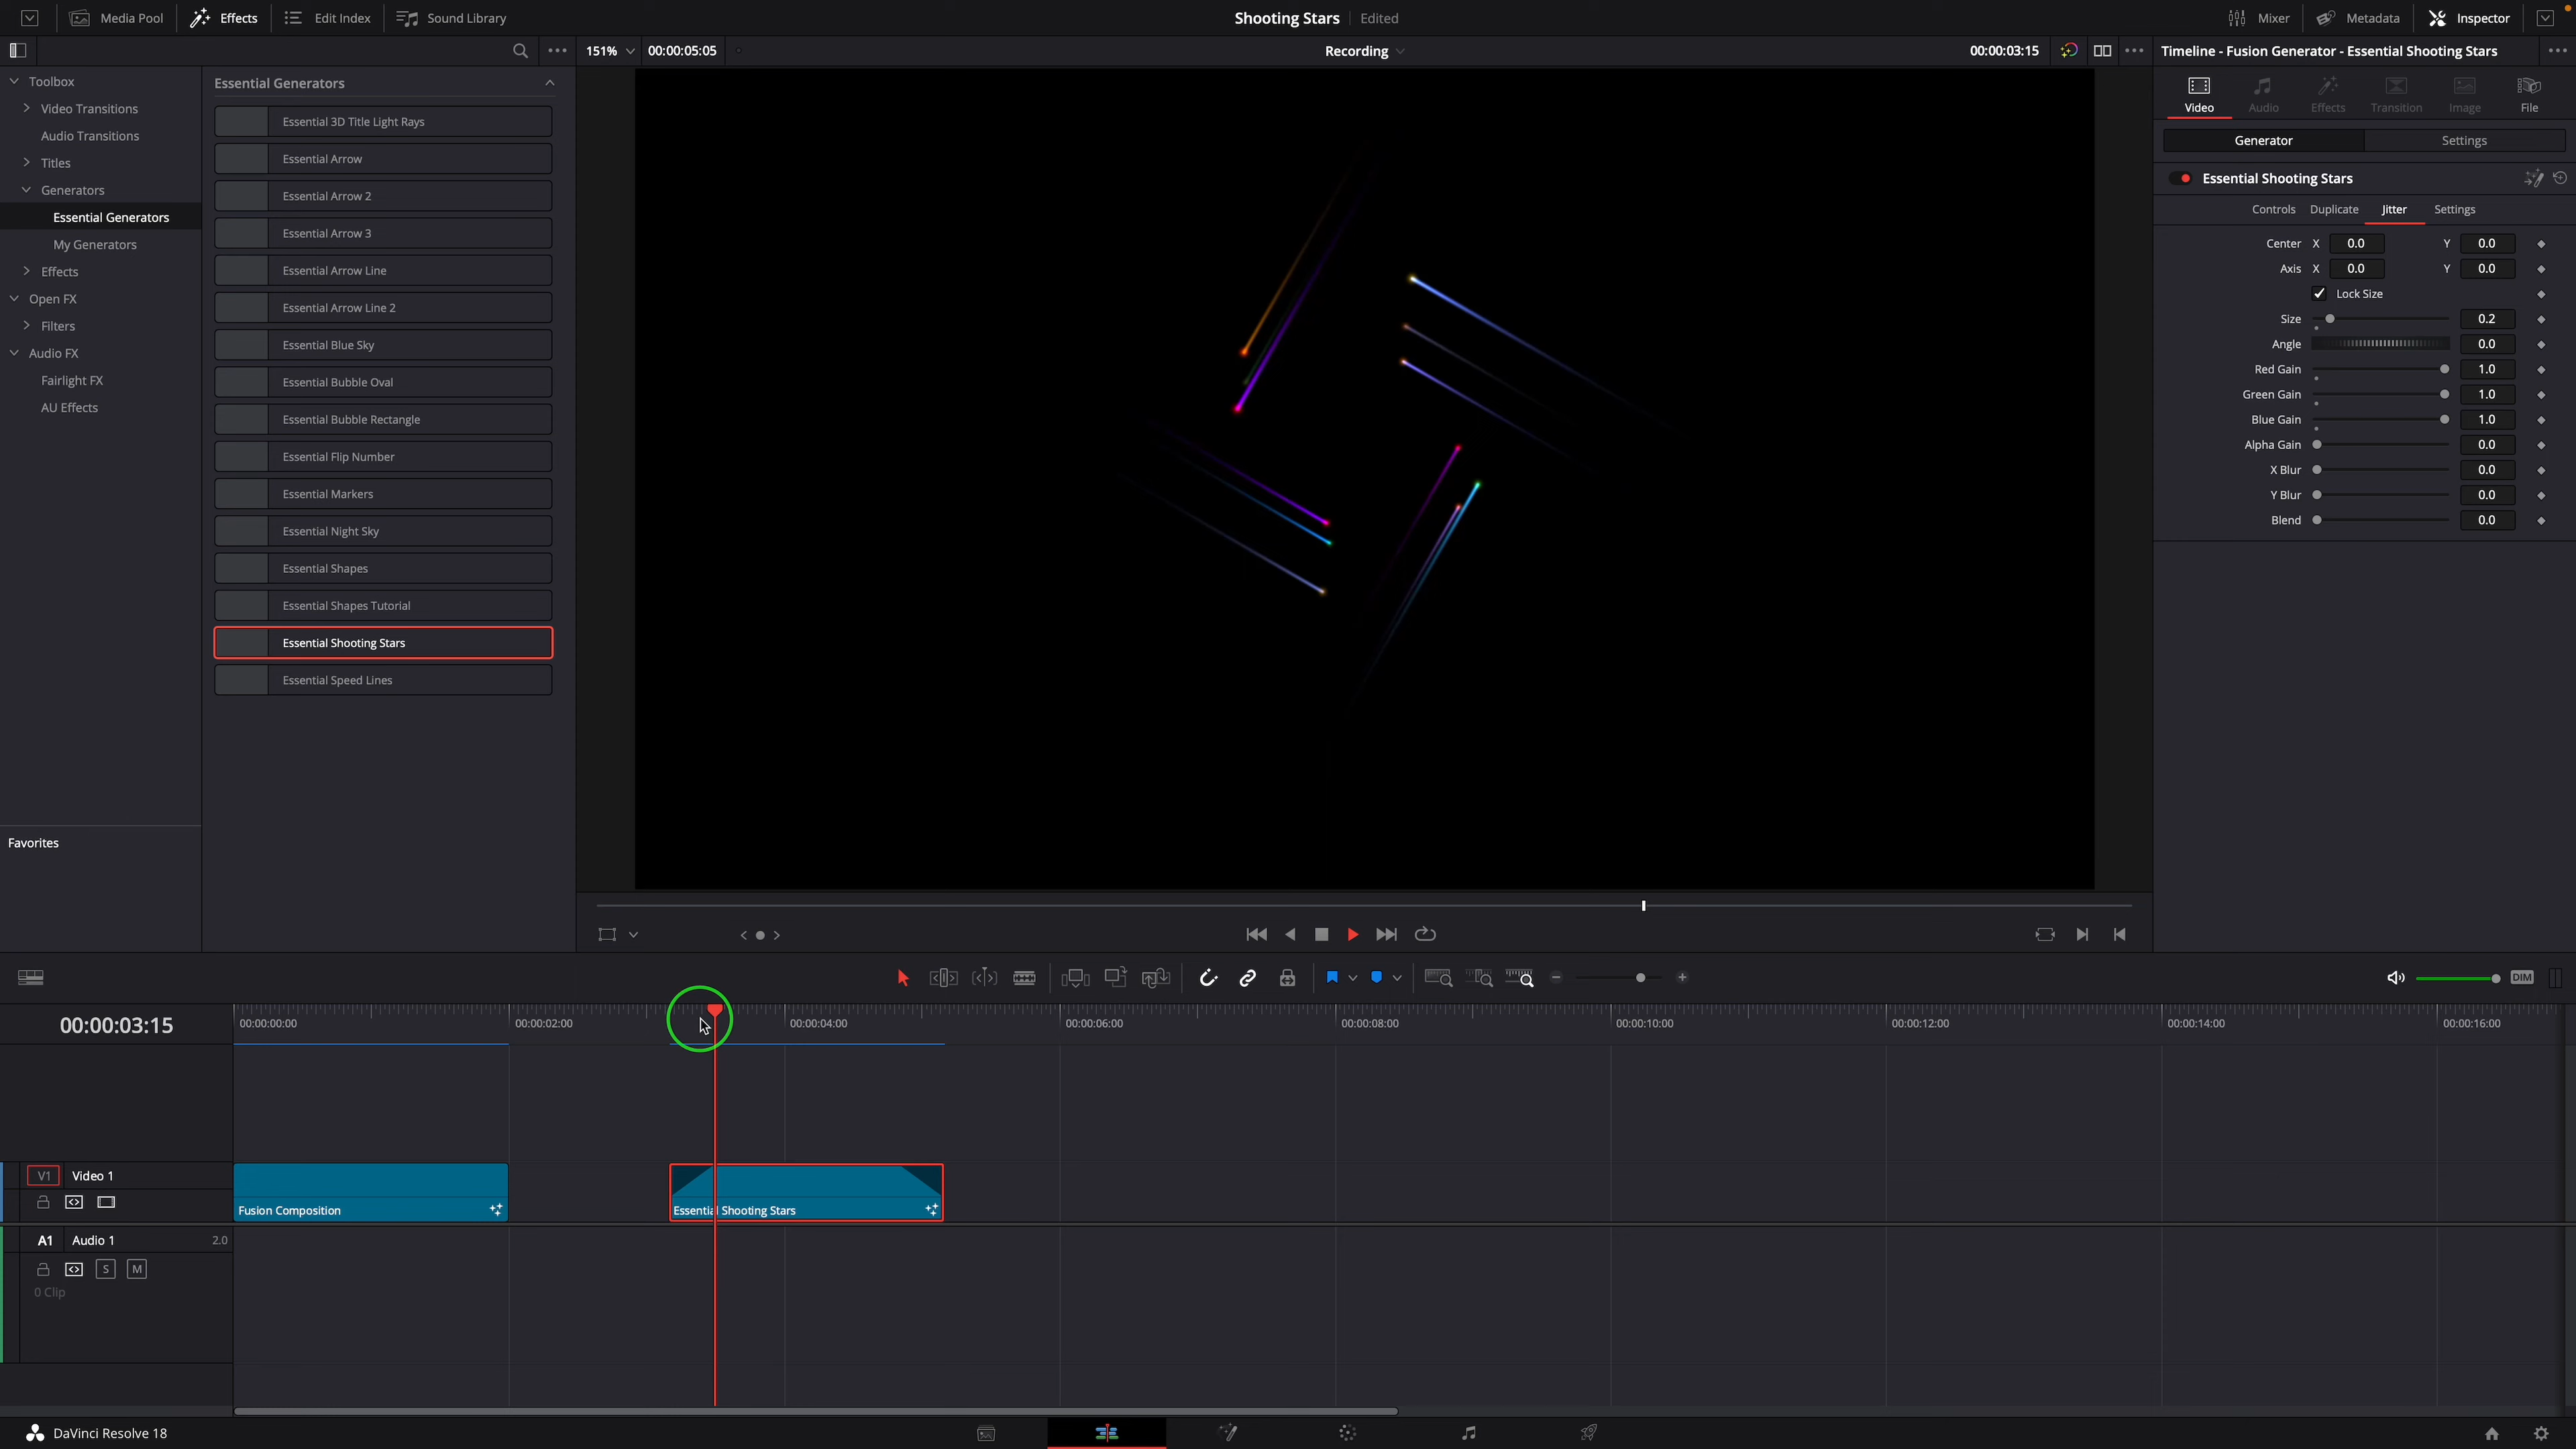 Media Pool Effects Edit Index Sound Library Shooting Stars Edited Mixer Metadata Inspector
151% 00:00:05:05 Recording 00:00:03:15 Timeline - Fusion Generator - Essential Shooting Stars
Toolbox
Video Transitions
Audio Transitions
Titles
Generators
Essential Generators
My Generators
Effects
Open FX
Filters
Audio FX
Fairlight FX
AU Effects
Favorites
Essential Generators
Essential 3D Title Light Rays
Essential Arrow
Essential Arrow 2
Essential Arrow 3
Essential Arrow Line
Essential Arrow Line 2
Essential Blue Sky
Essential Bubble Oval
Essential Bubble Rectangle
Essential Flip Number
Essential Markers
Essential Night Sky
Essential Shapes
Essential Shapes Tutorial
Essential Shooting Stars
Essential Speed Lines
Video Audio Effects Transition Image File
Generator Settings
Essential Shooting Stars
Controls Duplicate Jitter Settings
Center X 0.0 Y 0.0
Axis X 0.0 Y 0.0
Lock Size
Size 0.2
Angle 0.0
Red Gain 1.0
Green Gain 1.0
Blue Gain 1.0
Alpha Gain 0.0
X Blur 0.0
Y Blur 0.0
Blend 0.0
DIM
00:00:03:15 00:00:00:00 00:00:02:00 00:00:04:00 00:00:06:00 00:00:08:00 00:00:10:00 00:00:12:00 00:00:14:00 00:00:16:00
V1 Video 1
Fusion Composition Essential Shooting Stars
A1 Audio 1 2.0
S M
0 Clip
DaVinci Resolve 18